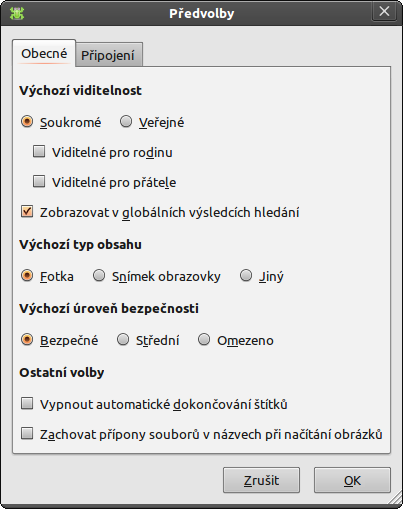 Předvolby
Obecné Připojení
Výchozí viditelnost
Soukromé Veřejné
Viditelné pro rodinu
Viditelné pro přátele
Zobrazovat v globálních výsledcích hledání
Výchozí typ obsahu
Fotka Snímek obrazovky Jiný
Výchozí úroveň bezpečnosti
Bezpečné Střední Omezeno
Ostatní volby
Vypnout automatické dokončování štítků
Zachovat přípony souborů v názvech při načítání obrázků
Zrušit OK